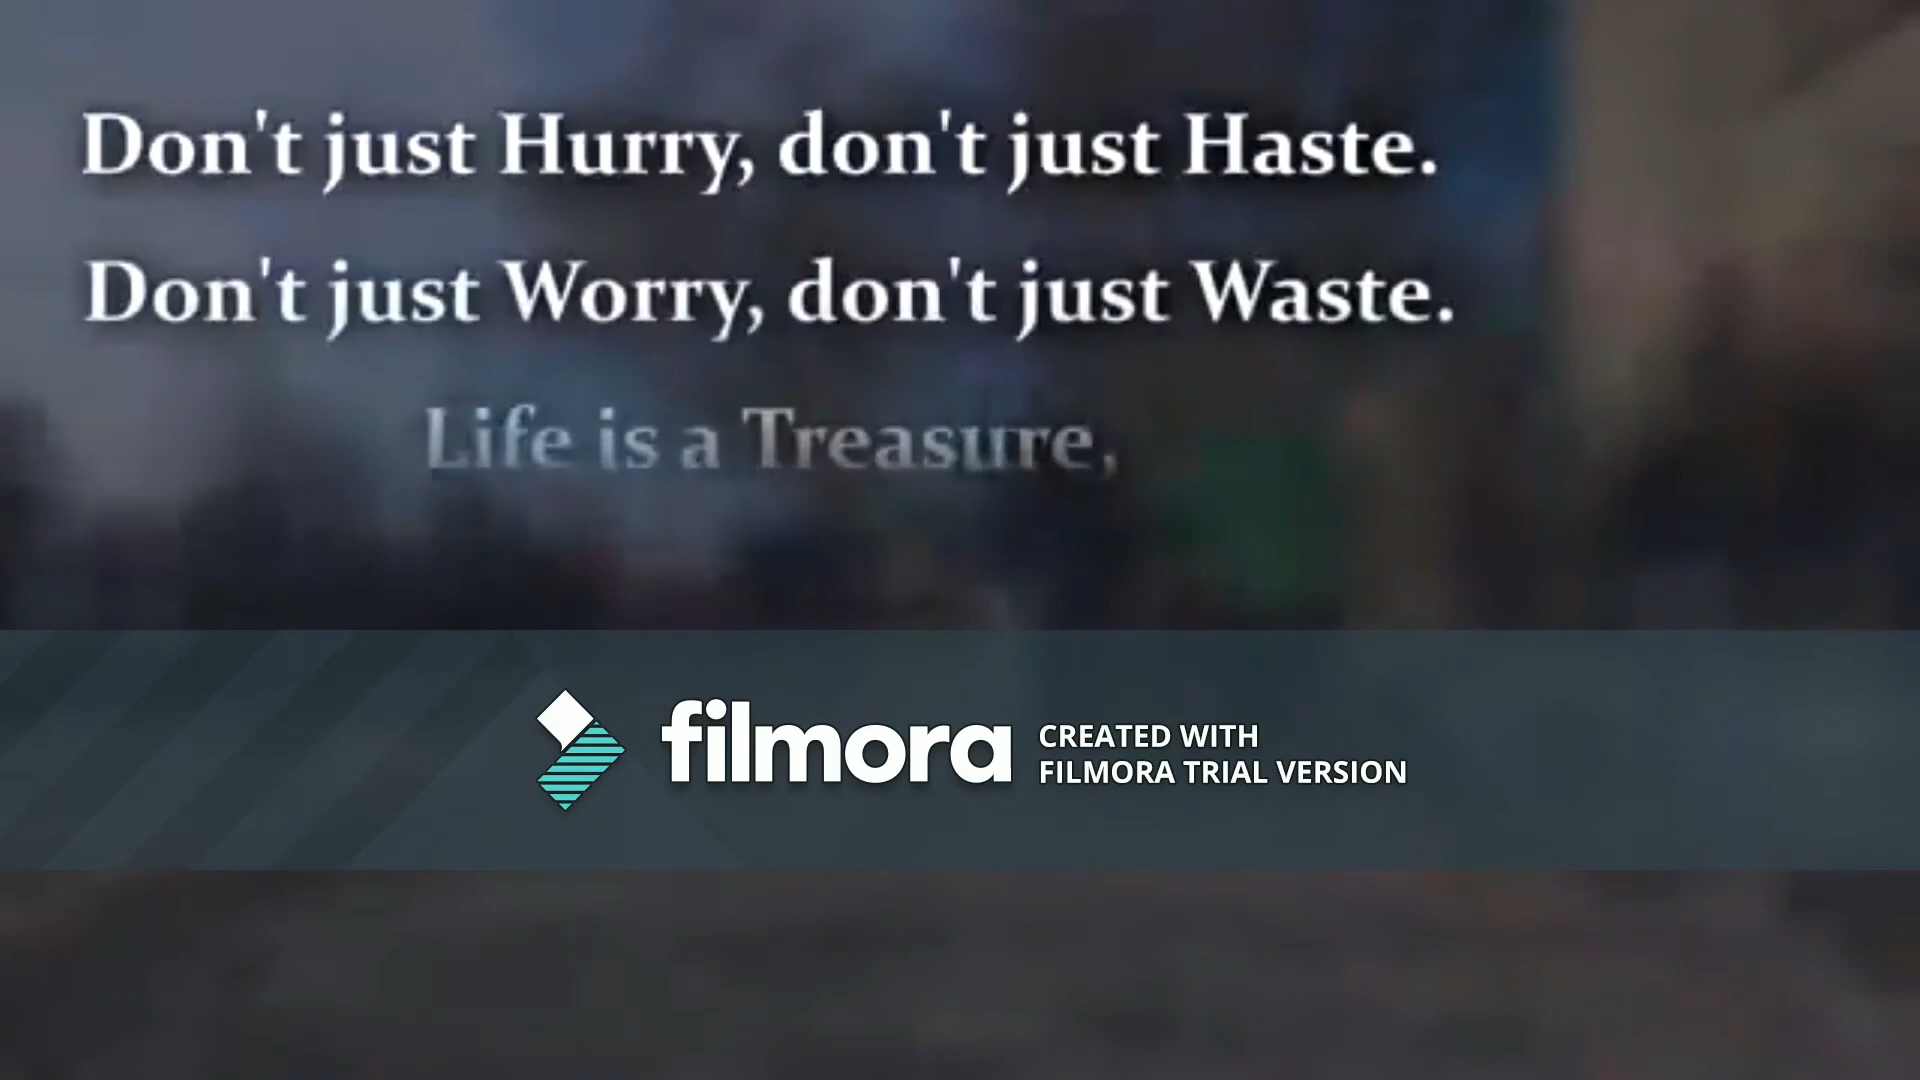 Don't just Hurry, don't just Haste.
Don't just Worry, don't just Waste.
Life is a Treasure,
filmora
CREATED WITH
FILMORA TRIAL VERSION